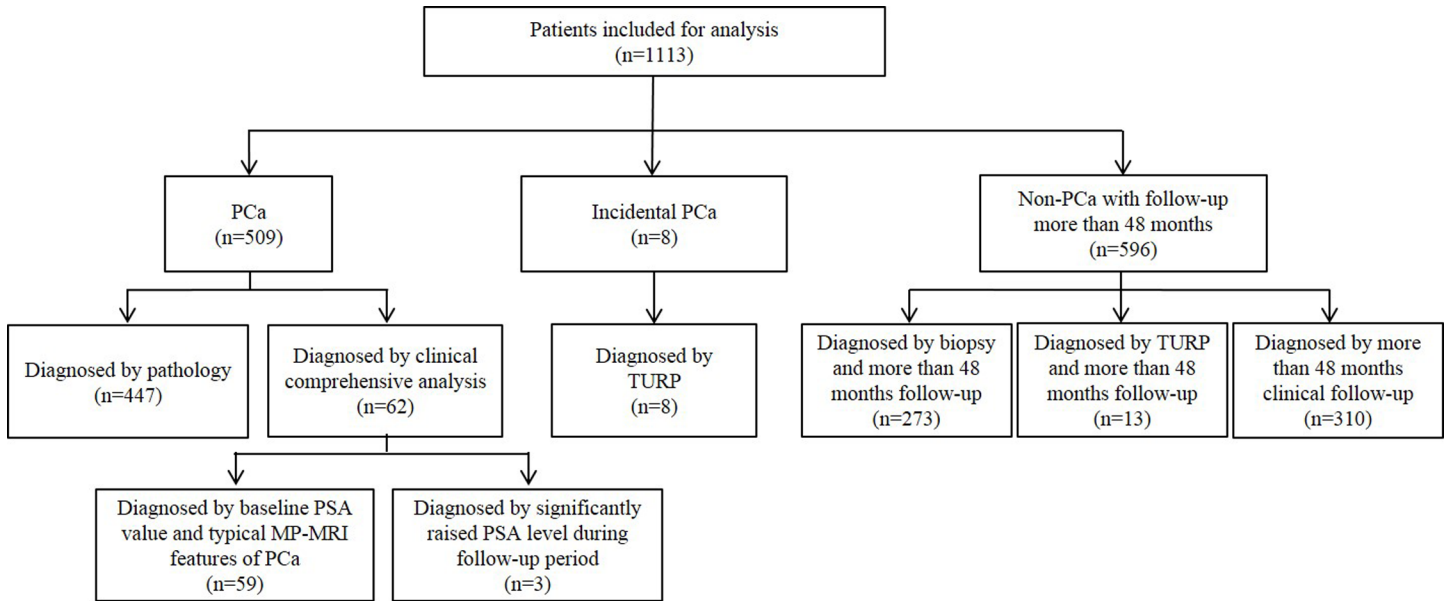 Patients included for analysis
(n=1113)
PCa
(n=509)
Incidental PCa
(n=8)
Non-PCa with follow-up
more than 48 months
(n=596)
Diagnosed by pathology
(n=447)
Diagnosed by clinical
comprehensive analysis
(n=62)
Diagnosed by
TURP
(n=8)
Diagnosed by biopsy
and more than 48
months follow-up
(n=273)
Diagnosed by TURP
and more than 48
months follow-up
(n=13)
Diagnosed by more
than 48 months
clinical follow-up
(n=310)
Diagnosed by baseline PSA
value and typical MP-MRI
features of PCa
(n=59)
Diagnosed by significantly
raised PSA level during
follow-up period
(n=3)